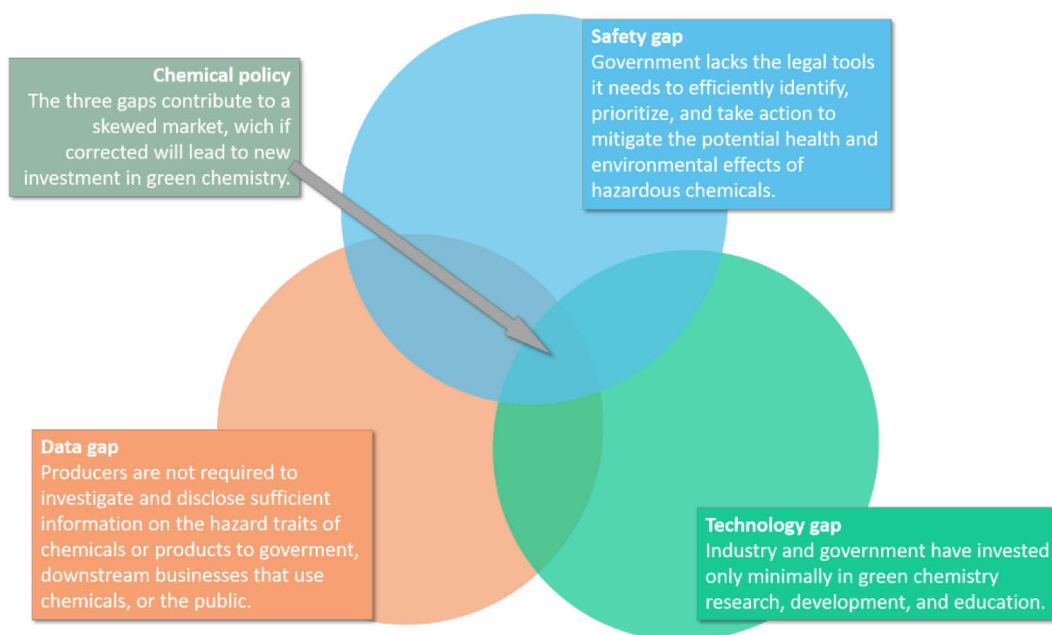 Chemical policy
The three gaps contribute to a
skewed market, wich if
corrected will lead to new
investment in green chemistry.
Safety gap
Government lacks the legal tools
it needs to efficiently identify,
prioritize, and take action to
mitigate the potential health and
environmental effects of
hazardous chemicals.
Data gap
Producers are not required to
investigate and disclose sufficient
information on the hazard traits of
chemicals or products to goverment,
downstream businesses that use
chemicals, or the public.
Technology gap
Industry and government have invested
only minimally in green chemistry
research, development, and education.